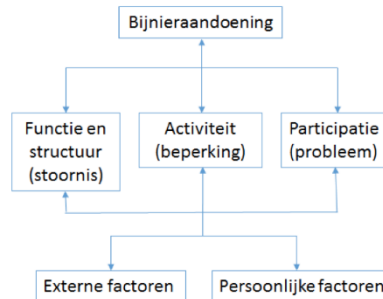 Bijnieraandoening
Functie en
structuur
(stoornis)
Activiteit
(beperking)
Participatie
(probleem)
Externe factoren
Persoonlijke factoren